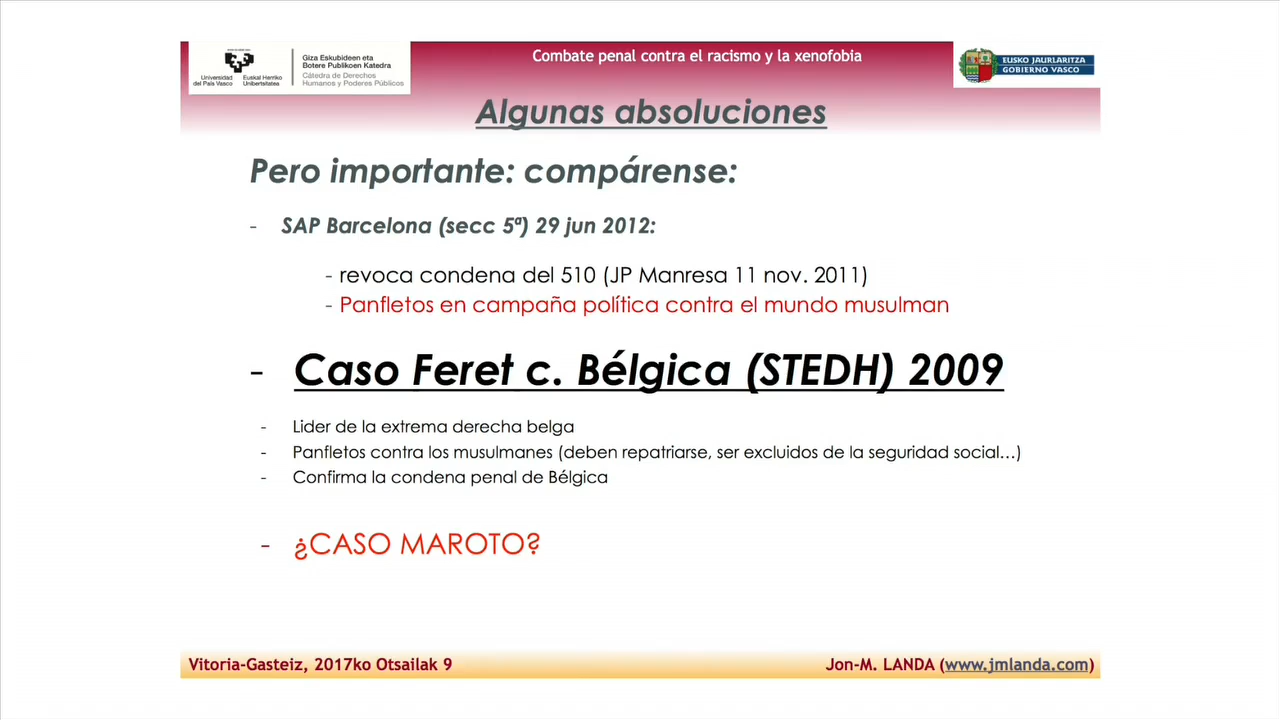 Universidad del País Vasco
Euskal Herriko Unibertsitatea
Giza Eskubideen eta
Botere Publikoen Katedra
Cátedra de Derechos
Humanos y Poderes Públicos
Combate penal contra el racismo y la xenofobia
EUSKO JAURLARITZA
GOBIERNO VASCO
Algunas absoluciones
Pero importante: compárense:
- SAP Barcelona (secc 5ª) 29 jun 2012:
- revoca condena del 510 (JP Manresa 11 nov. 2011)
- Panfletos en campaña política contra el mundo musulman
- Caso Feret c. Bélgica (STEDH) 2009
- Lider de la extrema derecha belga
- Panfletos contra los musulmanes (deben repatriarse, ser excluidos de la seguridad social...)
- Confirma la condena penal de Bélgica
- ¿CASO MAROTO?
Vitoria-Gasteiz, 2017ko Otsailak 9
Jon-M. LANDA (www.jmlanda.com)